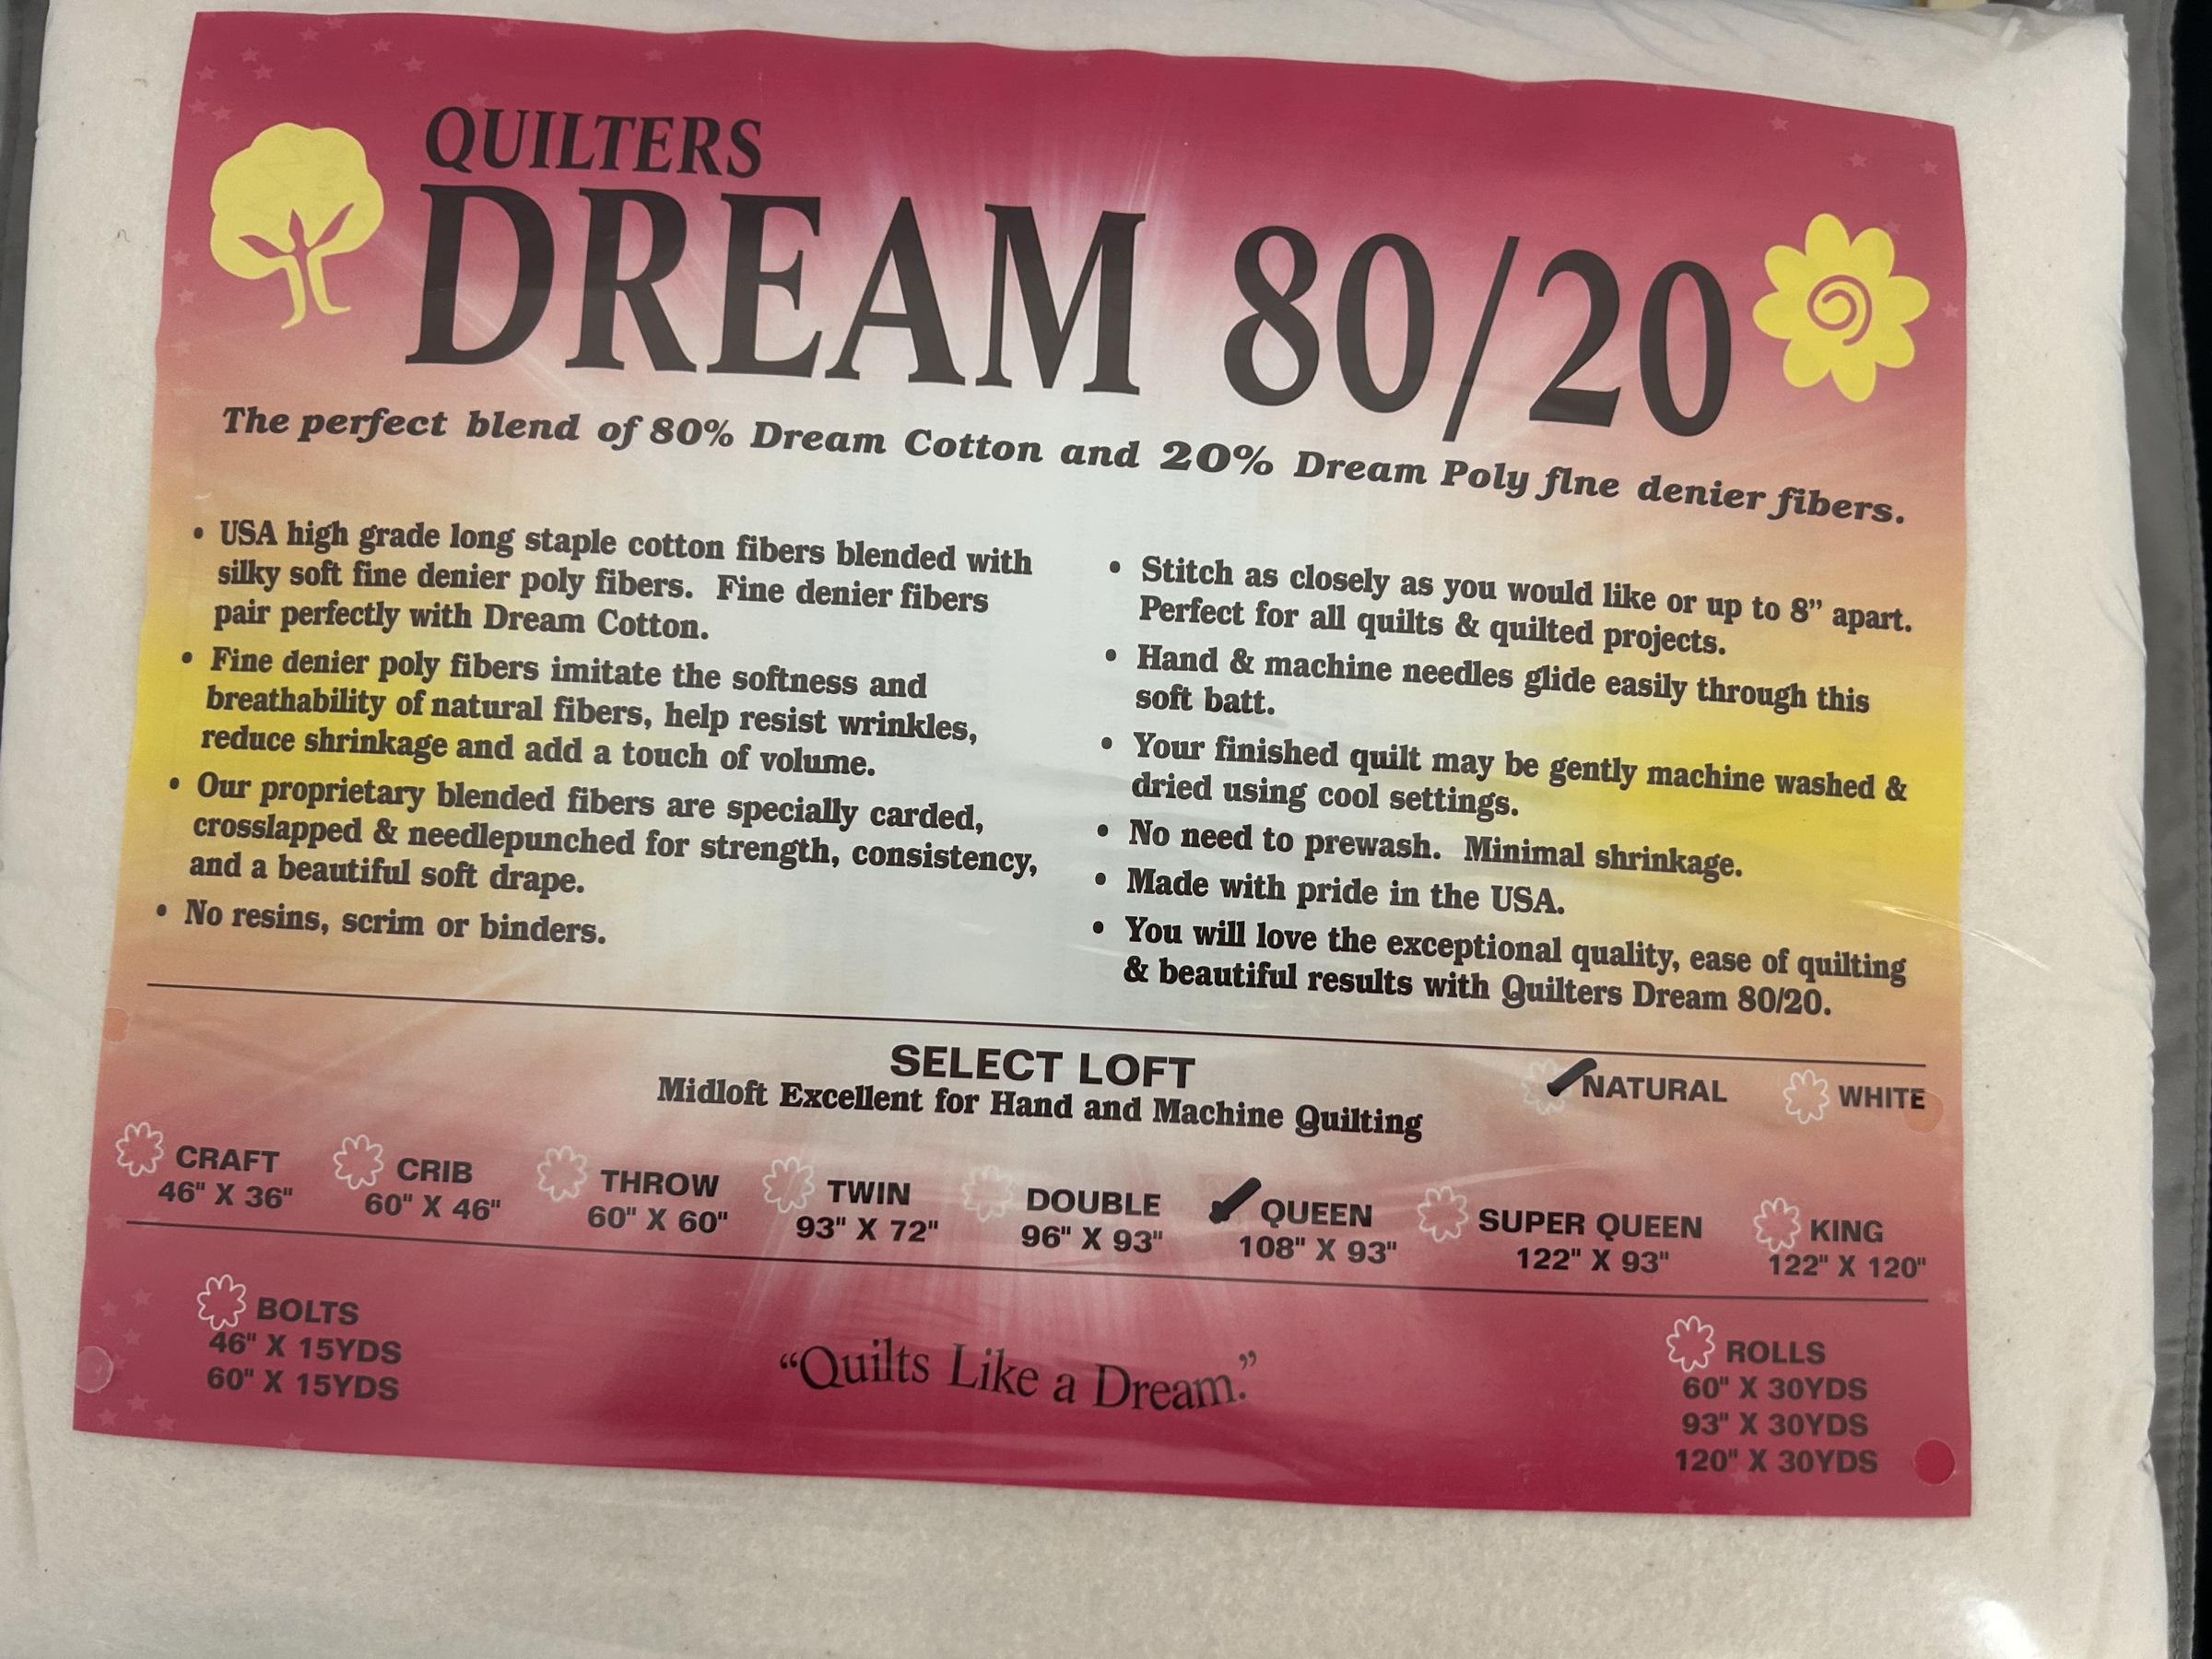 QUILTERS
DREAM 80/20
The perfect blend of 80% Dream Cotton and 20% Dream Poly fIne denier fibers.
• USA high grade long staple cotton fibers blended with
silky soft fine denier poly fibers. Fine denier fibers
pair perfectly with Dream Cotton.
• Fine denier poly fibers imitate the softness and
breathability of natural fibers, help resist wrinkles,
reduce shrinkage and add a touch of volume.
• Our proprietary blended fibers are specially carded,
crosslapped & needlepunched for strength, consistency,
and a beautiful soft drape.
• No resins, scrim or binders.
• Stitch as closely as you would like or up to 8” apart.
Perfect for all quilts & quilted projects.
• Hand & machine needles glide easily through this
soft batt.
• Your finished quilt may be gently machine washed &
dried using cool settings.
• No need to prewash. Minimal shrinkage.
• Made with pride in the USA.
• You will love the exceptional quality, ease of quilting
& beautiful results with Quilters Dream 80/20.
SELECT LOFT
Midloft Excellent for Hand and Machine Quilting
NATURAL
WHITE
CRAFT
46" X 36"
CRIB
60" X 46"
THROW
60" X 60"
TWIN
93" X 72"
DOUBLE
96" X 93"
QUEEN
108" X 93"
SUPER QUEEN
122" X 93"
KING
122" X 120"
BOLTS
46" X 15YDS
60" X 15YDS
“Quilts Like a Dream.”
ROLLS
60" X 30YDS
93" X 30YDS
120" X 30YDS